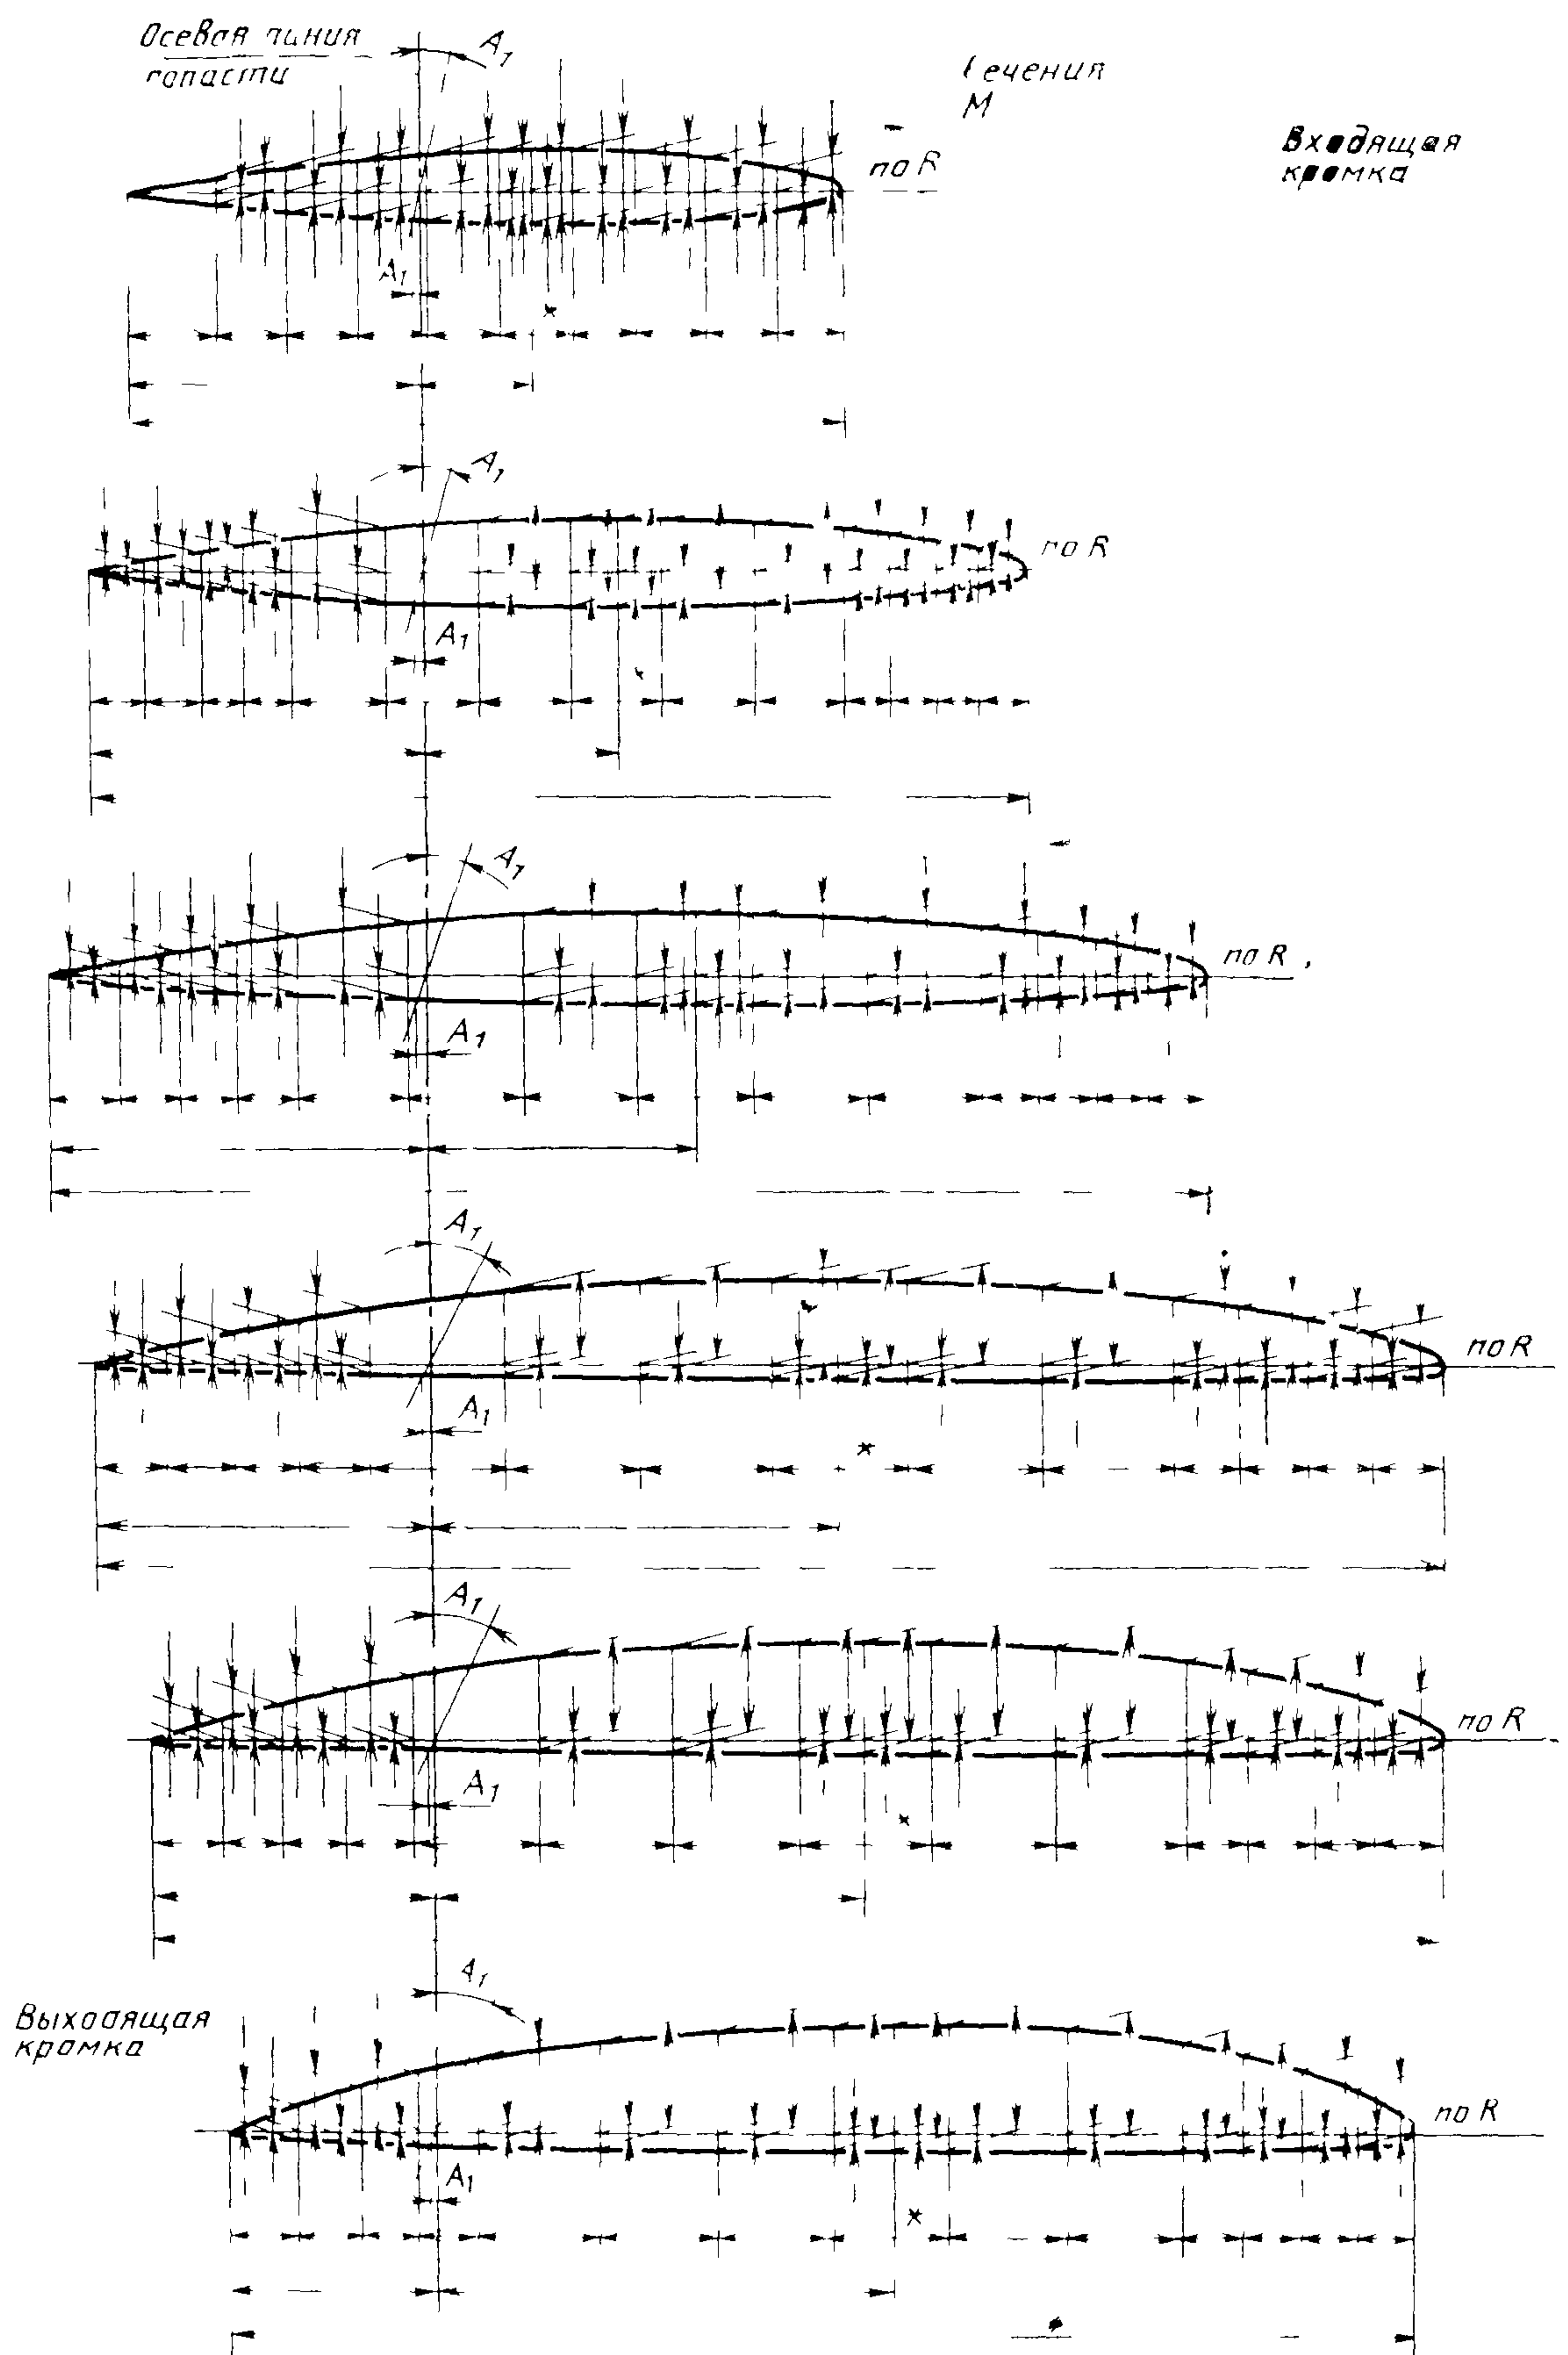 Осевая линия
лопасти
A₁
Сечения
М
Входящая
кромка
по R
A₁
A₁
по R
A₁
A₁
по R
A₁
A₁
по R
A₁
A₁
по R
A₁
A₁
Выходящая
кромка
по R
A₁